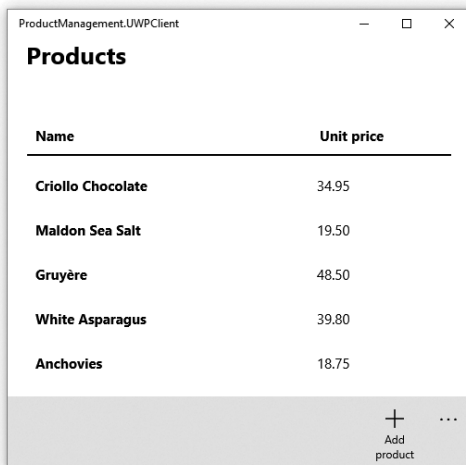 ProductManagement.UWPClient
Products
Name Unit price
Criollo Chocolate 34.95
Maldon Sea Salt 19.50
Gruyère 48.50
White Asparagus 39.80
Anchovies 18.75
Add
product